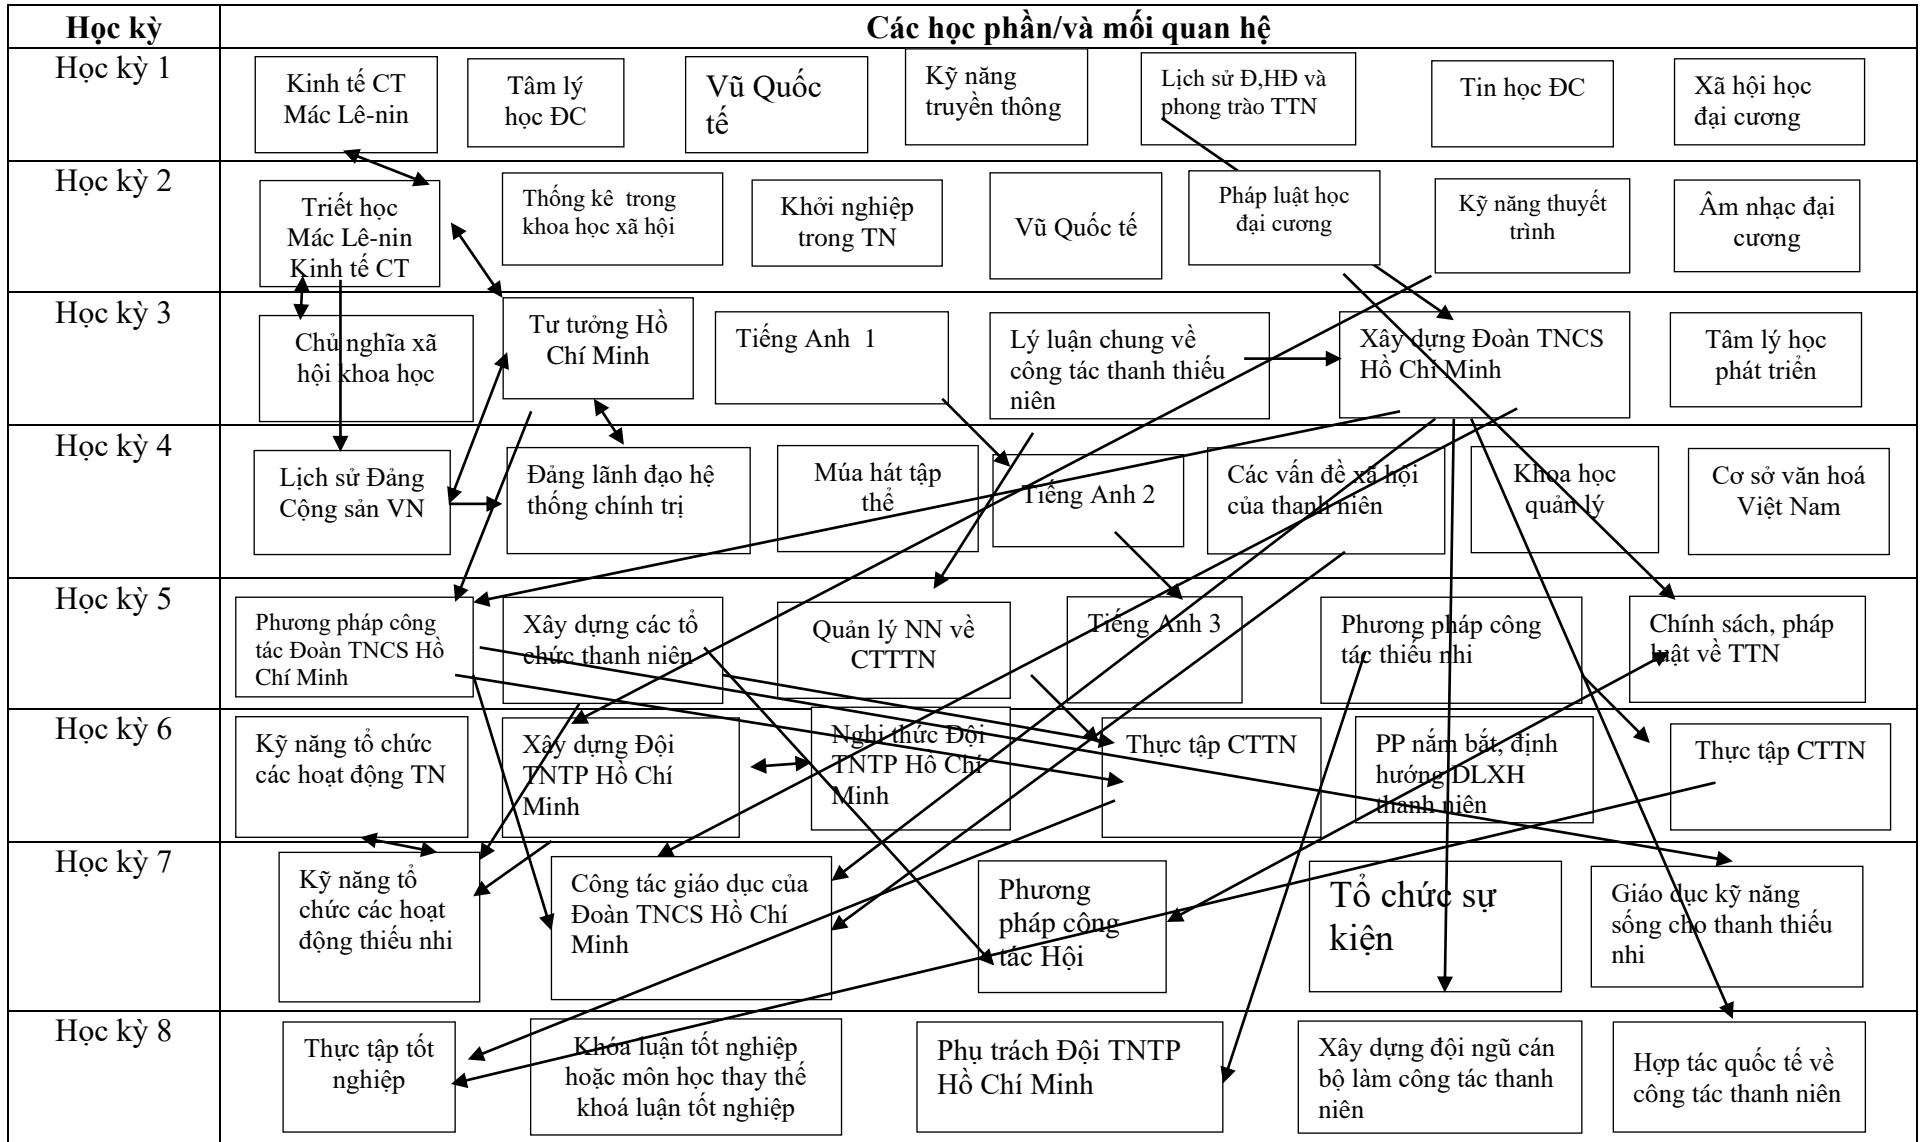 Học kỳ
Các học phần/và mối quan hệ
Học kỳ 1
Kinh tế CT
Mác Lê-nin
Tâm lý
học ĐC
Vũ Quốc
tế
Kỹ năng
truyền thông
Lịch sử Đ,HĐ và
phong trào TTN
Tin học ĐC
Xã hội học
đại cương
Học kỳ 2
Triết học
Mác Lê-nin
Kinh tế CT
Thống kê trong
khoa học xã hội
Khởi nghiệp
trong TN
Vũ Quốc tế
Pháp luật học
đại cương
Kỹ năng thuyết
trình
Âm nhạc đại
cương
Học kỳ 3
Chủ nghĩa xã
hội khoa học
Tư tưởng Hồ
Chí Minh
Tiếng Anh 1
Lý luận chung về
công tác thanh thiếu
niên
Xây dựng Đoàn TNCS
Hồ Chí Minh
Tâm lý học
phát triển
Học kỳ 4
Lịch sử Đảng
Cộng sản VN
Đảng lãnh đạo hệ
thống chính trị
Múa hát tập
thể
Tiếng Anh 2
Các vấn đề xã hội
của thanh niên
Khoa học
quản lý
Cơ sở văn hoá
Việt Nam
Học kỳ 5
Phương pháp công
tác Đoàn TNCS Hồ
Chí Minh
Xây dựng các tổ
chức thanh niên
Quản lý NN về
CTTTN
Tiếng Anh 3
Phương pháp công
tác thiếu nhi
Chính sách, pháp
luật về TTN
Học kỳ 6
Kỹ năng tổ chức
các hoạt động TN
Xây dựng Đội
TNTP Hồ Chí
Minh
Nghi thức Đội
TNTP Hồ Chí
Minh
Thực tập CTTN
PP nắm bắt, định
hướng DLXH
thanh niên
Thực tập CTTN
Học kỳ 7
Kỹ năng tổ
chức các hoạt
động thiếu nhi
Công tác giáo dục của
Đoàn TNCS Hồ Chí
Minh
Phương
pháp công
tác Hội
Tổ chức sự
kiện
Giáo dục kỹ năng
sống cho thanh thiếu
nhi
Học kỳ 8
Thực tập tốt
nghiệp
Khóa luận tốt nghiệp
hoặc môn học thay thế
khoá luận tốt nghiệp
Phụ trách Đội TNTP
Hồ Chí Minh
Xây dựng đội ngũ cán
bộ làm công tác thanh
niên
Hợp tác quốc tế về
công tác thanh niên